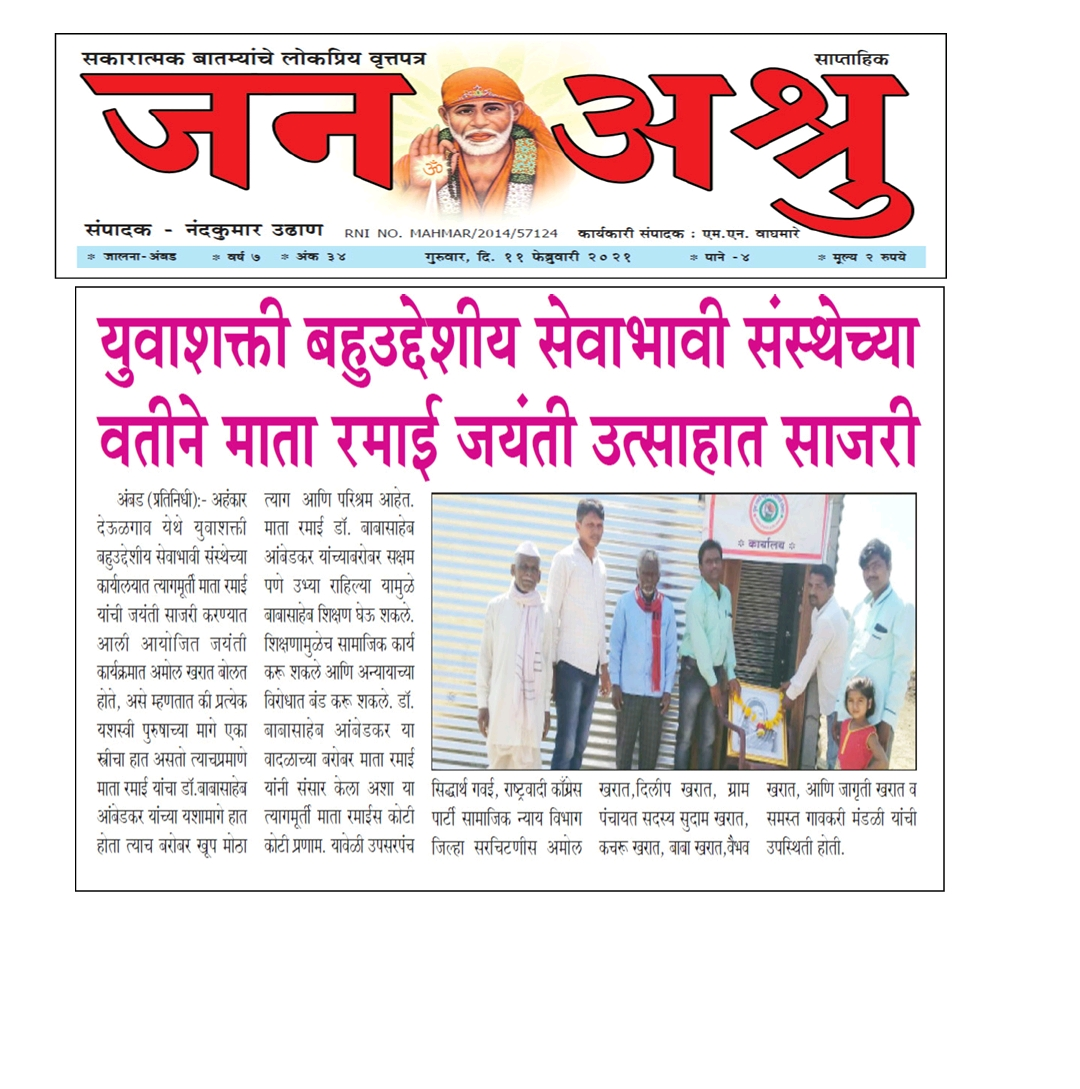 सकारात्मक बातम्यांचे लोकप्रिय वृत्तपत्र
साप्ताहिक
जन अश्रु
ॐ
संपादक - नंदकुमार उढाण RNI NO. MAHMAR/2014/57124 कार्यकारी संपादक : एम.एन. वाघमारे
* जालना-अंबड * वर्ष ७ * अंक ३४ गुरुवार, दि. ११ फेब्रुवारी २०२१ * पाने -४ * मूल्य २ रुपये
युवाशक्ती बहुउद्देशीय सेवाभावी संस्थेच्या
वतीने माता रमाई जयंती उत्साहात साजरी
अंबड (प्रतिनिधी):- अहंकार
देऊळगाव येथे युवाशक्ती
बहुउद्देशीय सेवाभावी संस्थेच्या
कार्यालयात त्यागमूर्ती माता रमाई
यांची जयंती साजरी करण्यात
आली आयोजित जयंती
कार्यक्रमात अमोल खरात बोलत
होते, असे म्हणतात की प्रत्येक
यशस्वी पुरुषाच्या मागे एका
स्त्रीचा हात असतो त्याचप्रमाणे
माता रमाई यांचा डॉ.बाबासाहेब
आंबेडकर यांच्या यशामागे हात
होता त्याच बरोबर खूप मोठा
त्याग आणि परिश्रम आहेत.
माता रमाई डॉ. बाबासाहेब
आंबेडकर यांच्याबरोबर सक्षम
पणे उभ्या राहिल्या यामुळे
बाबासाहेब शिक्षण घेऊ शकले.
शिक्षणामुळेच सामाजिक कार्य
करू शकले आणि अन्यायाच्या
विरोधात बंड करू शकले. डॉ.
बाबासाहेब आंबेडकर या
वादळाच्या बरोबर माता रमाई
यांनी संसार केला अशा या
त्यागमूर्ती माता रमाईस कोटी
कोटी प्रणाम. यावेळी उपसरपंच
* कार्यालय *
सिद्धार्थ गवई, राष्ट्रवादी काँग्रेस
पार्टी सामाजिक न्याय विभाग
जिल्हा सरचिटणीस अमोल
खरात,दिलीप खरात, ग्राम
पंचायत सदस्य सुदाम खरात,
कचरू खरात, बाबा खरात,वैभव
खरात, आणि जागृती खरात व
समस्त गावकरी मंडळी यांची
उपस्थिती होती.